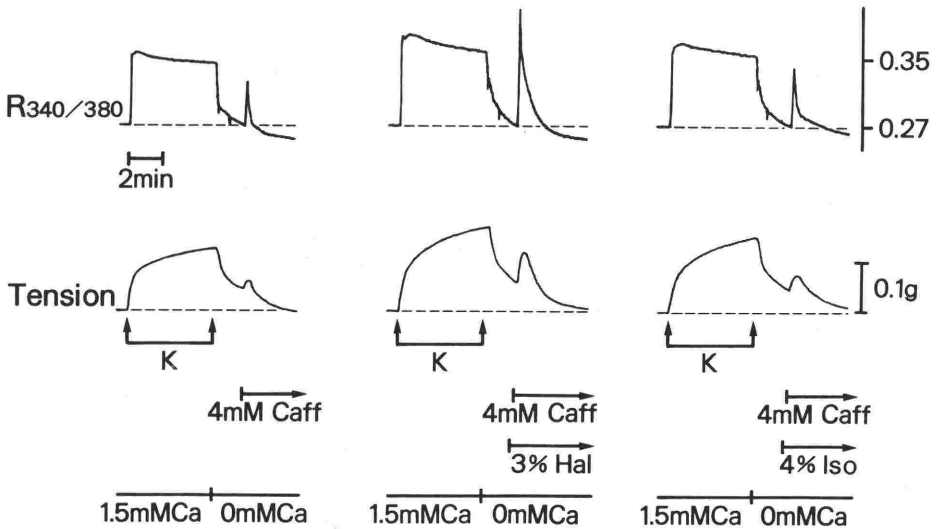 0.35
R340/380
0.27
2min
Tension
0.1g
K K K
4mM Caff 4mM Caff 4mM Caff
3% Hal 4% Iso
1.5mMCa 0mMCa 1.5mMCa 0mMCa 1.5mMCa 0mMCa